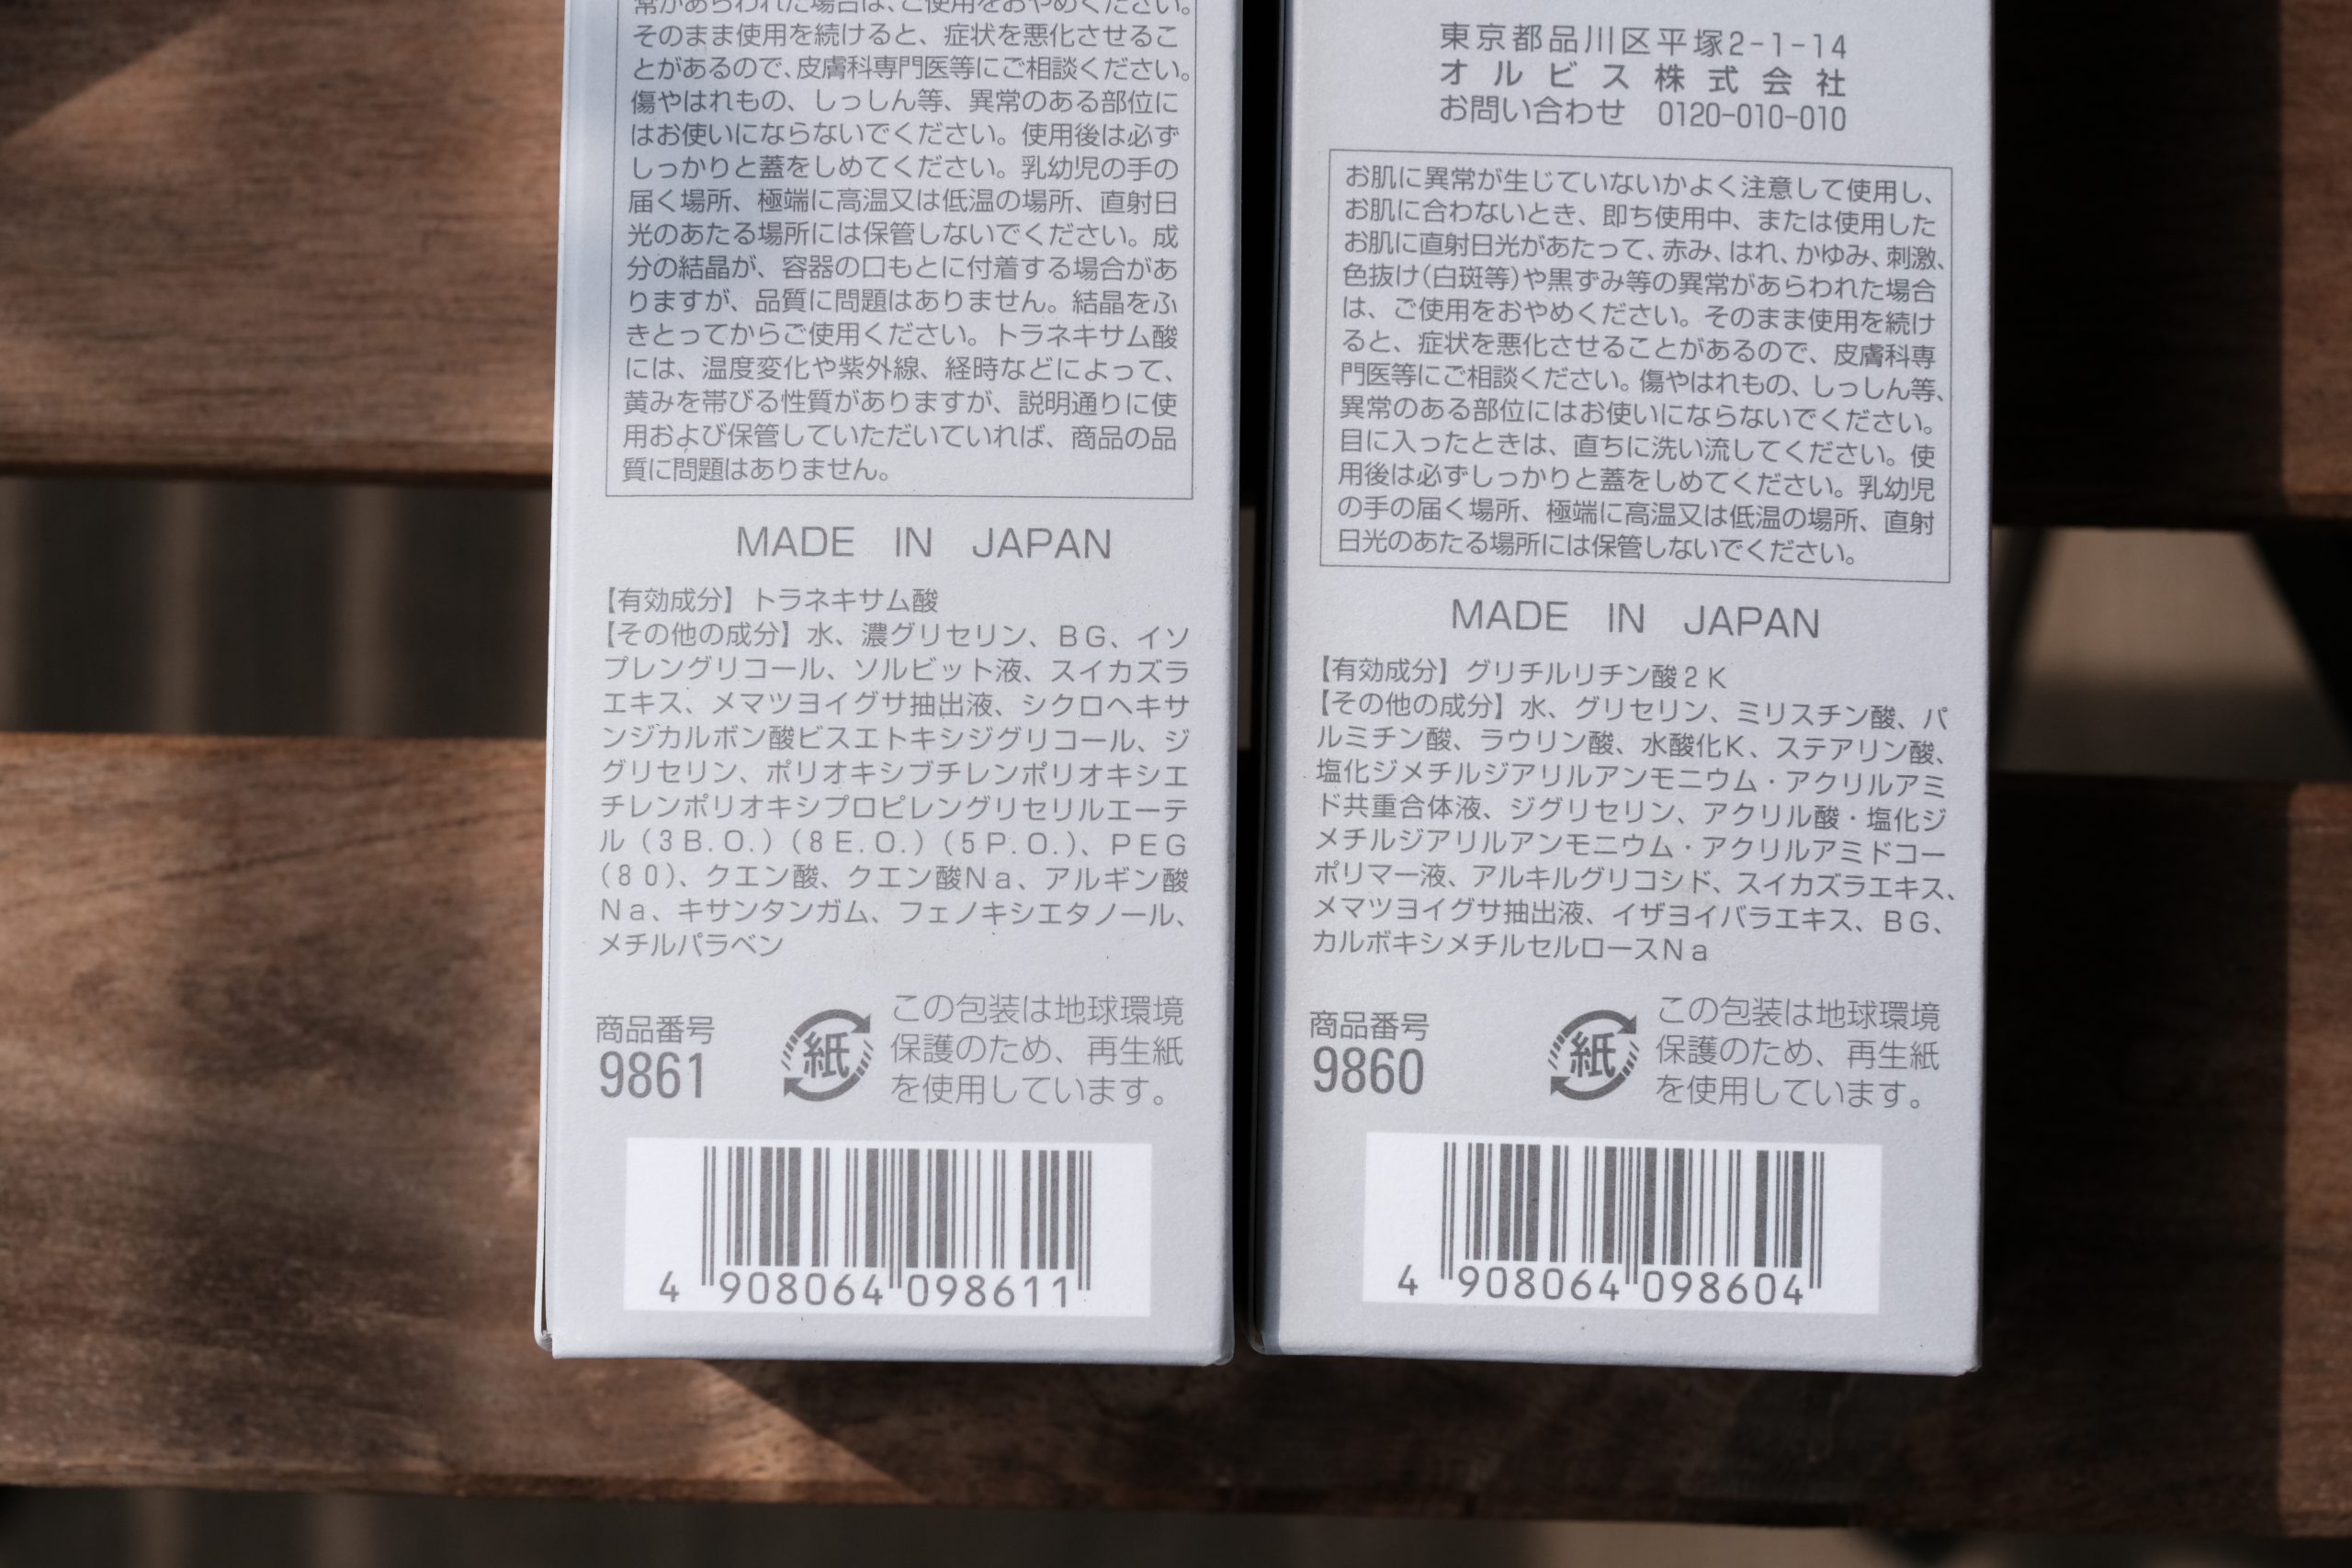 常があらわれた場合は、ご使用をおやめください。
そのまま使用を続けると、症状を悪化させるこ
とがあるので、皮膚科専門医等にご相談ください。
傷やはれもの、しっしん等、異常のある部位に
はお使いにならないでください。使用後は必ず
しっかりと蓋をしめてください。乳幼児の手の
届く場所、極端に高温又は低温の場所、直射日
光のあたる場所には保管しないでください。成
分の結晶が、容器の口もとに付着する場合があ
りますが、品質に問題はありません。結晶をふ
きとってからご使用ください。トラネキサム酸
には、温度変化や紫外線、経時などによって、
黄みを帯びる性質がありますが、説明通りに使
用および保管していただいていれば、商品の品
質に問題はありません。
MADE IN JAPAN
【有効成分】トラネキサム酸
【その他の成分】水、濃グリセリン、BG、イソ
プレングリコール、ソルビット液、スイカズラ
エキス、メマツヨイグサ抽出液、シクロヘキサ
ンジカルボン酸ビスエトキシジグリコール、ジ
グリセリン、ポリオキシブチレンポリオキシエ
チレンポリオキシプロピレングリセリルエーテ
ル(3B.O.)(8E.O.)(5P.O.)、PEG
(80)、クエン酸、クエン酸Na、アルギン酸
Na、キサンタンガム、フェノキシエタノール、
メチルパラベン
商品番号
9861
紙
この包装は地球環境
保護のため、再生紙
を使用しています。
4 908064 098611
東京都品川区平塚2-1-14
オルビス株式会社
お問い合わせ 0120-010-010
お肌に異常が生じていないかよく注意して使用し、
お肌に合わないとき、即ち使用中、または使用した
お肌に直射日光があたって、赤み、はれ、かゆみ、刺激、
色抜け(白斑等)や黒ずみ等の異常があらわれた場合
は、ご使用をおやめください。そのまま使用を続け
ると、症状を悪化させることがあるので、皮膚科専
門医等にご相談ください。傷やはれもの、しっしん等、
異常のある部位にはお使いにならないでください。
目に入ったときは、直ちに洗い流してください。使
用後は必ずしっかりと蓋をしめてください。乳幼児
の手の届く場所、極端に高温又は低温の場所、直射
日光のあたる場所には保管しないでください。
MADE IN JAPAN
【有効成分】グリチルリチン酸2K
【その他の成分】水、グリセリン、ミリスチン酸、パ
ルミチン酸、ラウリン酸、水酸化K、ステアリン酸、
塩化ジメチルジアリルアンモニウム・アクリルアミ
ド共重合体液、ジグリセリン、アクリル酸・塩化ジ
メチルジアリルアンモニウム・アクリルアミドコー
ポリマー液、アルキルグリコシド、スイカズラエキス、
メマツヨイグサ抽出液、イザヨイバラエキス、BG、
カルボキシメチルセルロースNa
商品番号
9860
紙
この包装は地球環境
保護のため、再生紙
を使用しています。
4 908064 098604